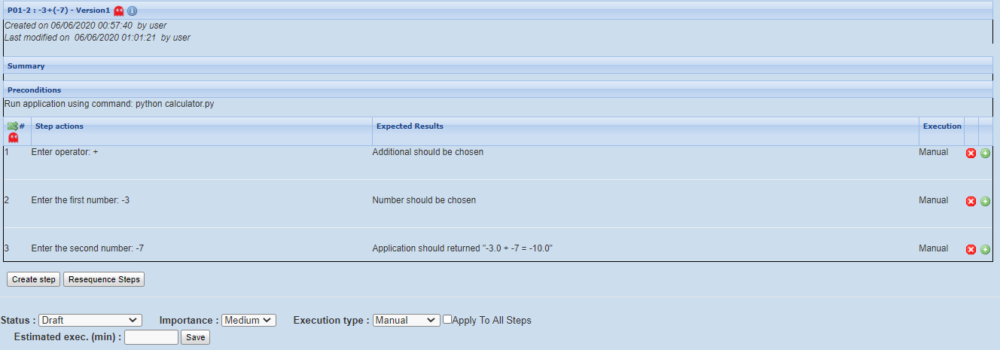 P01-2 : -3+(-7) - Version1
Created on 06/06/2020 00:57:40 by user
Last modified on 06/06/2020 01:01:21 by user
Summary
Preconditions
Run application using command: python calculator.py
# Step actions Expected Results Execution
1 Enter operator: + Additional should be chosen Manual
2 Enter the first number: -3 Number should be chosen Manual
3 Enter the second number: -7 Application should returned "-3.0 + -7 = -10.0" Manual
Create step Resequence Steps
Status : Draft Importance : Medium Execution type : Manual Apply To All Steps
Estimated exec. (min) : Save